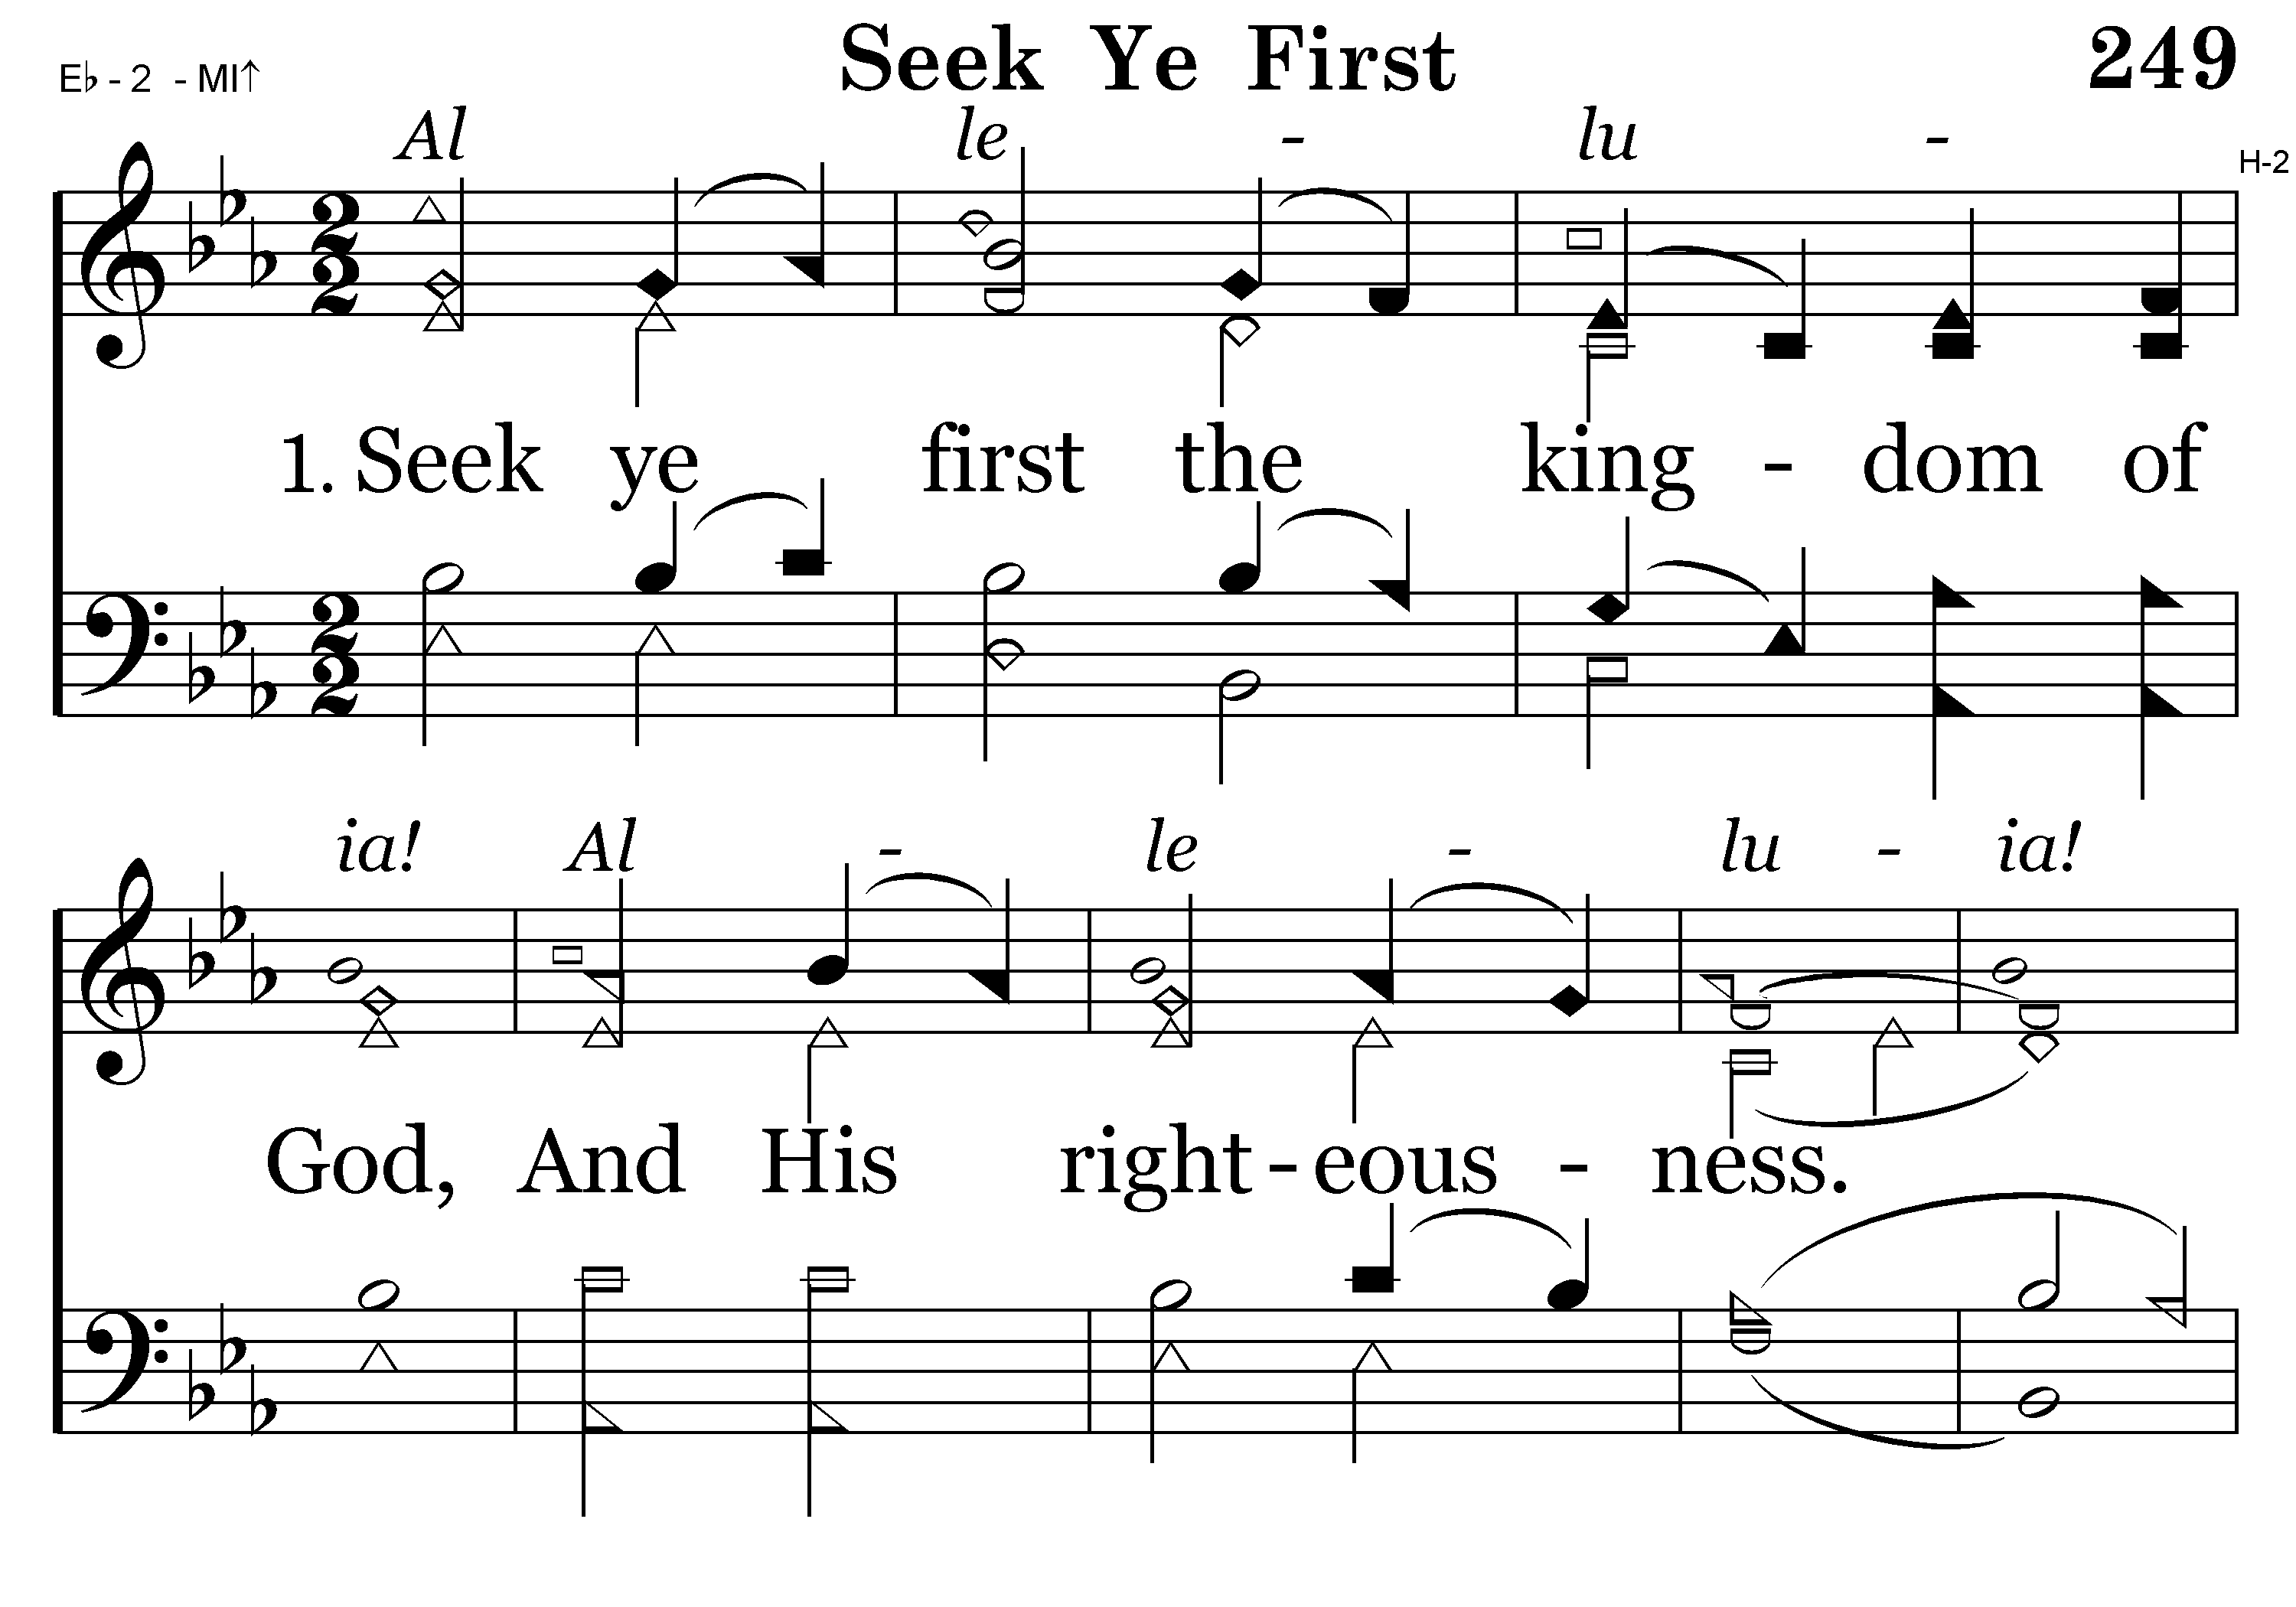 Seek Ye First 249
E♭ - 2 - MI↑
Al le - lu -
H-2
1. Seek ye first the king - dom of
ia! Al - le - lu - ia!
God, And His right - eous - ness.